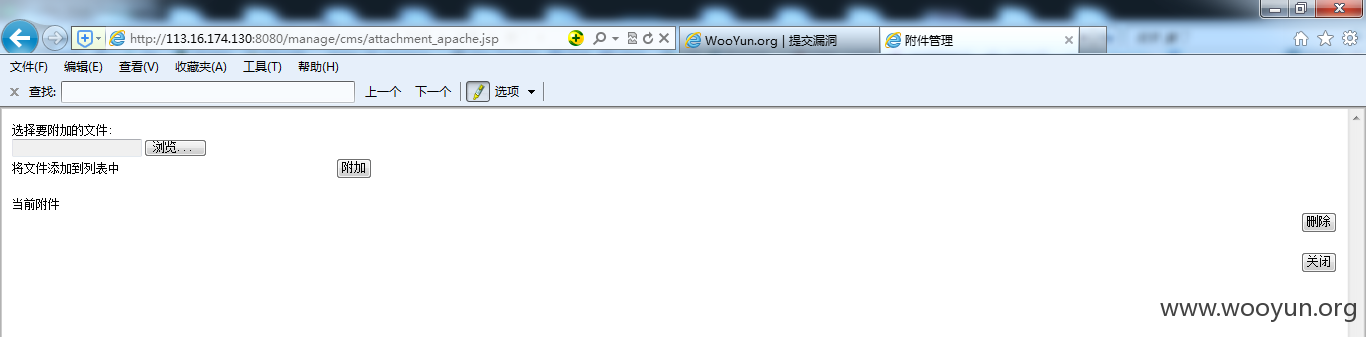 http://113.16.174.130:8080/manage/cms/attachment_apache.jsp
WooYun.org | 提交漏洞
附件管理
文件(F) 编辑(E) 查看(V) 收藏夹(A) 工具(T) 帮助(H)
查找: 上一个 下一个 选项
选择要附加的文件:
浏览...
将文件添加到列表中 附加
当前附件
删除
关闭
www.wooyun.org